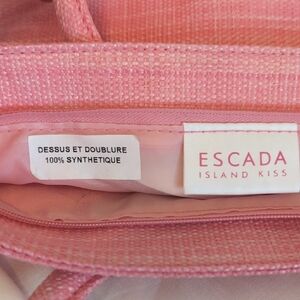 DESSUS ET DOUBLURE
100% SYNTHETIQUE
ESCADA
ISLAND KISS